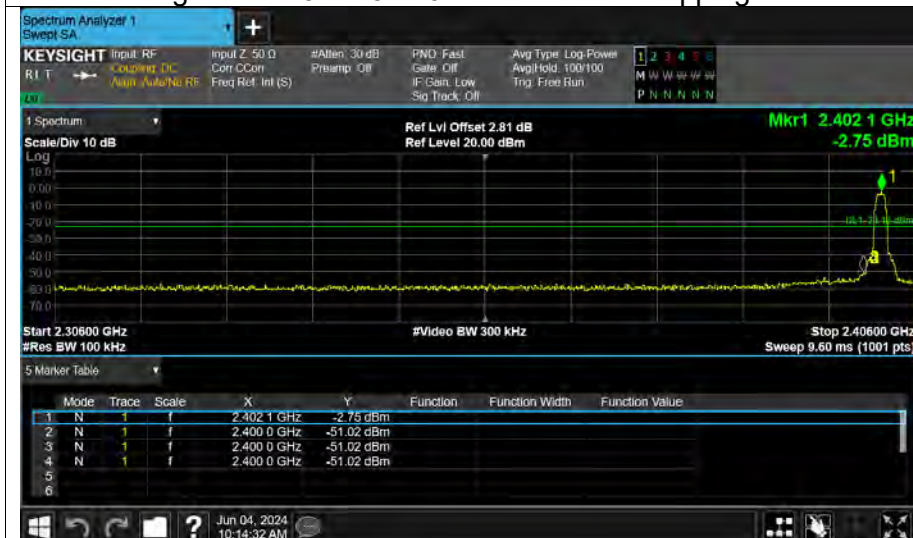 Spectrum Analyzer 1
Swept SA
+
KEYSIGHT Input: RF
RLT Coupling: DC
Align: Auto/No RF
Input Z: 50 Ω
Corr CCorr
Freq Ref: Int (S)
#Atten: 30 dB
Preamp: Off
PNO: Fast
Gate: Off
IF Gain: Low
Sig Track: Off
Avg Type: Log-Power
Avg|Hold: 100/100
Trig: Free Run
1 2 3 4 5 6
M W W W W W
P N N N N N
1 Spectrum
Scale/Div 10 dB
Ref Lvl Offset 2.81 dB
Ref Level 20.00 dBm
Mkr1 2.402 1 GHz
-2.75 dBm
Log
10.0
0.00
-10.0
-20.0
-30.0
-40.0
-50.0
-60.0
-70.0
1
Start 2.30600 GHz
#Res BW 100 kHz
#Video BW 300 kHz
Stop 2.40600 GHz
Sweep 9.60 ms (1001 pts)
5 Marker Table
Mode Trace Scale X Y Function Function Width Function Value
1 N 1 f 2.402 1 GHz -2.75 dBm
2 N 1 f 2.400 0 GHz -51.02 dBm
3 N 1 f 2.400 0 GHz -51.02 dBm
4 N 1 f 2.400 0 GHz -51.02 dBm
5
6
?
Jun 04, 2024
10:14:32 AM